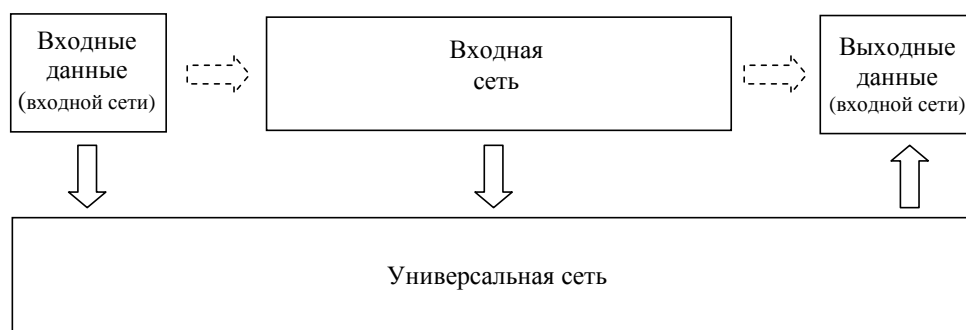 Входные
данные
(входной сети)
Входная
сеть
Выходные
данные
(входной сети)
Универсальная сеть